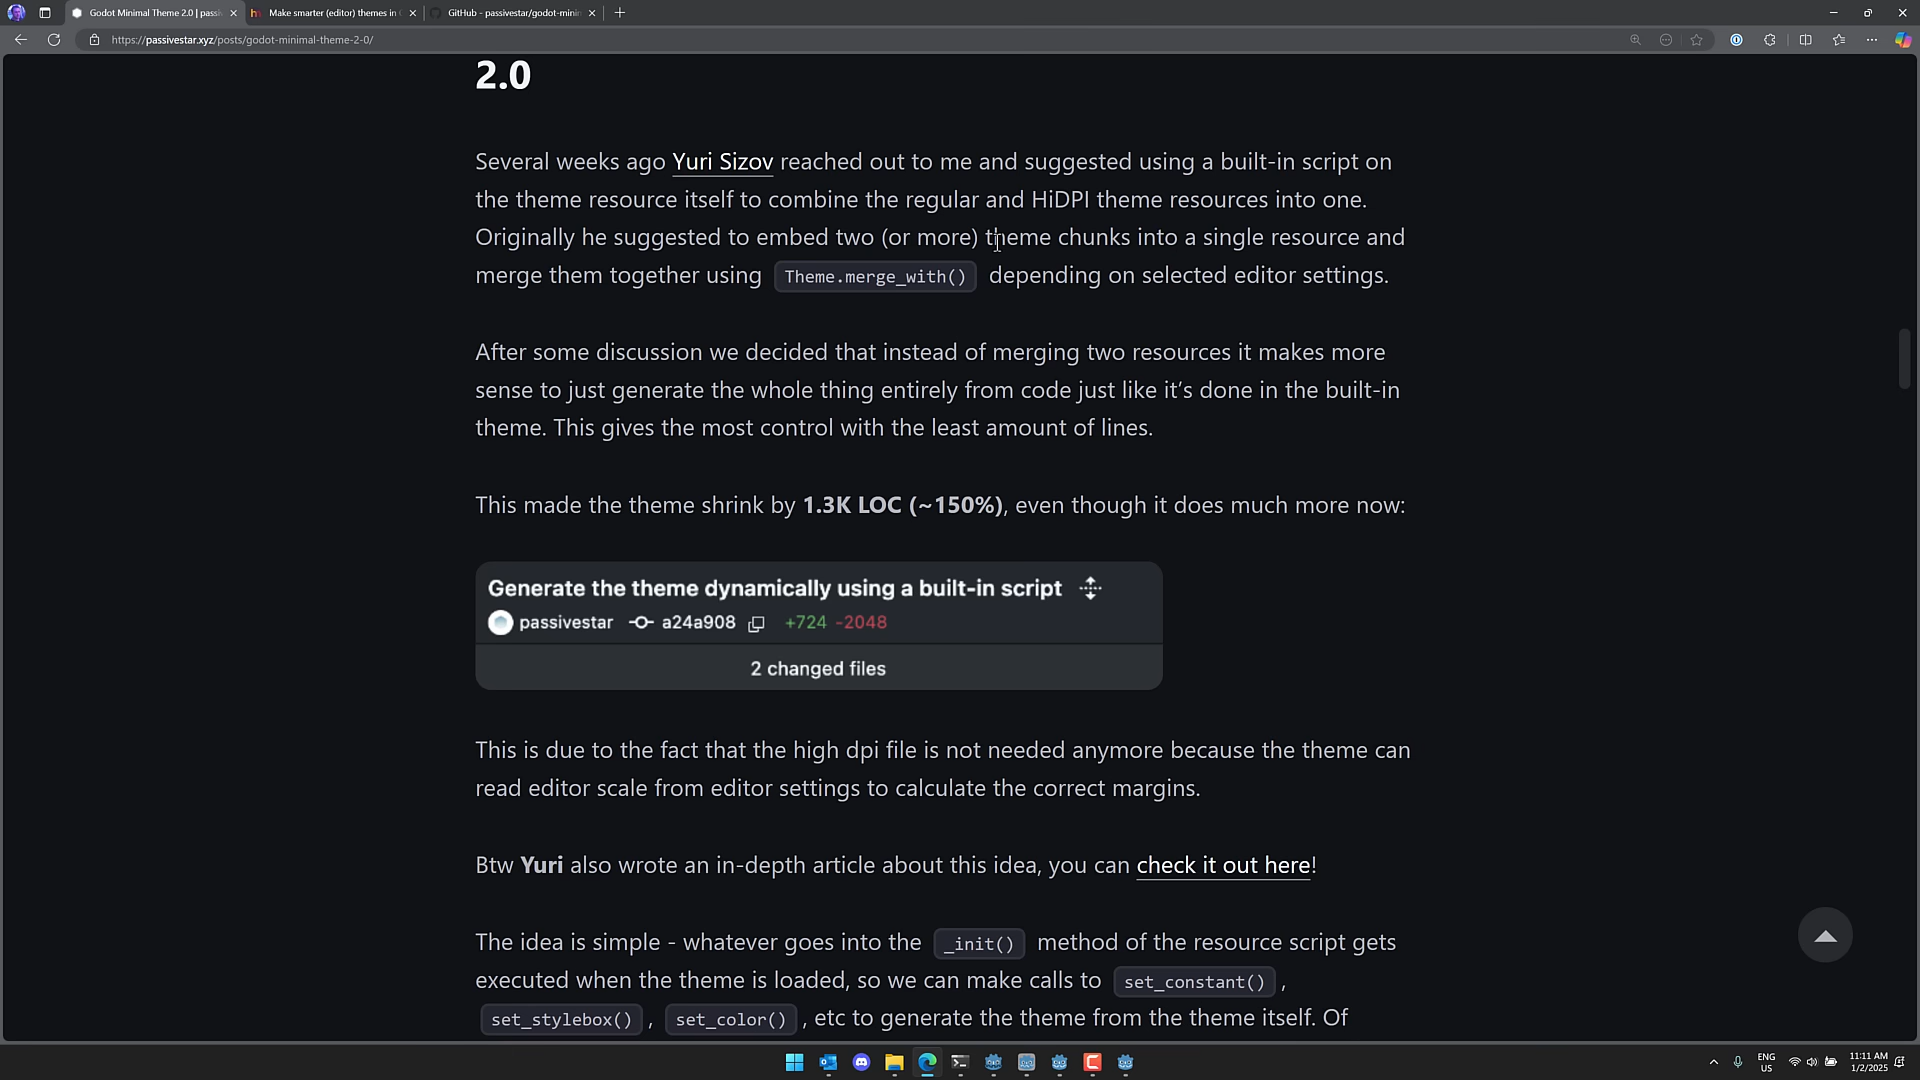 Godot Minimal Theme 2.0 | passi
Make smarter (editor) themes in
GitHub - passivestar/godot-mini
https://passivestar.xyz/posts/godot-minimal-theme-2-0/
2.0
Several weeks ago Yuri Sizov reached out to me and suggested using a built-in script on
the theme resource itself to combine the regular and HiDPI theme resources into one.
Originally he suggested to embed two (or more) theme chunks into a single resource and
merge them together using Theme.merge_with() depending on selected editor settings.
After some discussion we decided that instead of merging two resources it makes more
sense to just generate the whole thing entirely from code just like it's done in the built-in
theme. This gives the most control with the least amount of lines.
This made the theme shrink by 1.3K LOC (~150%), even though it does much more now:
Generate the theme dynamically using a built-in script
passivestar a24a908 +724 -2048
2 changed files
This is due to the fact that the high dpi file is not needed anymore because the theme can
read editor scale from editor settings to calculate the correct margins.
Btw Yuri also wrote an in-depth article about this idea, you can check it out here!
The idea is simple - whatever goes into the _init() method of the resource script gets
executed when the theme is loaded, so we can make calls to set_constant() ,
set_stylebox() , set_color() , etc to generate the theme from the theme itself. Of
ENG
US
11:11 AM
1/2/2025